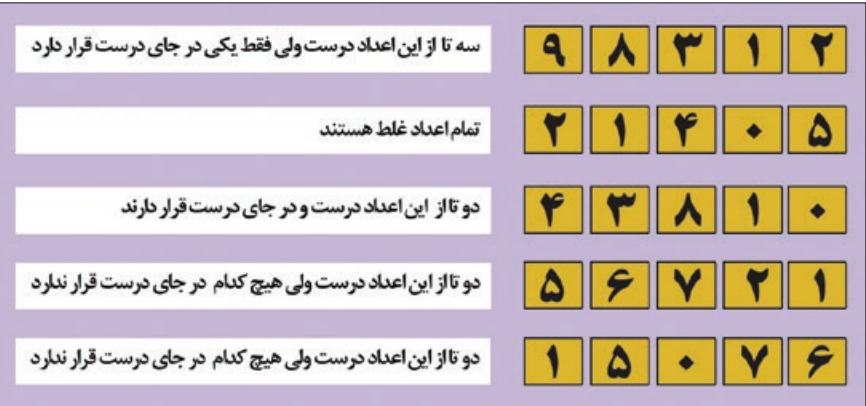 سه تا از این اعداد درست ولی فقط یکی در جای درست قرار دارد
۹ ۸ ۳ ۱ ۲
تمام اعداد غلط هستند
۲ ۱ ۴ ۰ ۵
دو تا از این اعداد درست و در جای درست قرار دارند
۴ ۳ ۸ ۱ ۰
دو تا از این اعداد درست ولی هیچ کدام در جای درست قرار ندارد
۵ ۶ ۷ ۲ ۱
دو تا از این اعداد درست ولی هیچ کدام در جای درست قرار ندارد
۱ ۵ ۰ ۷ ۶